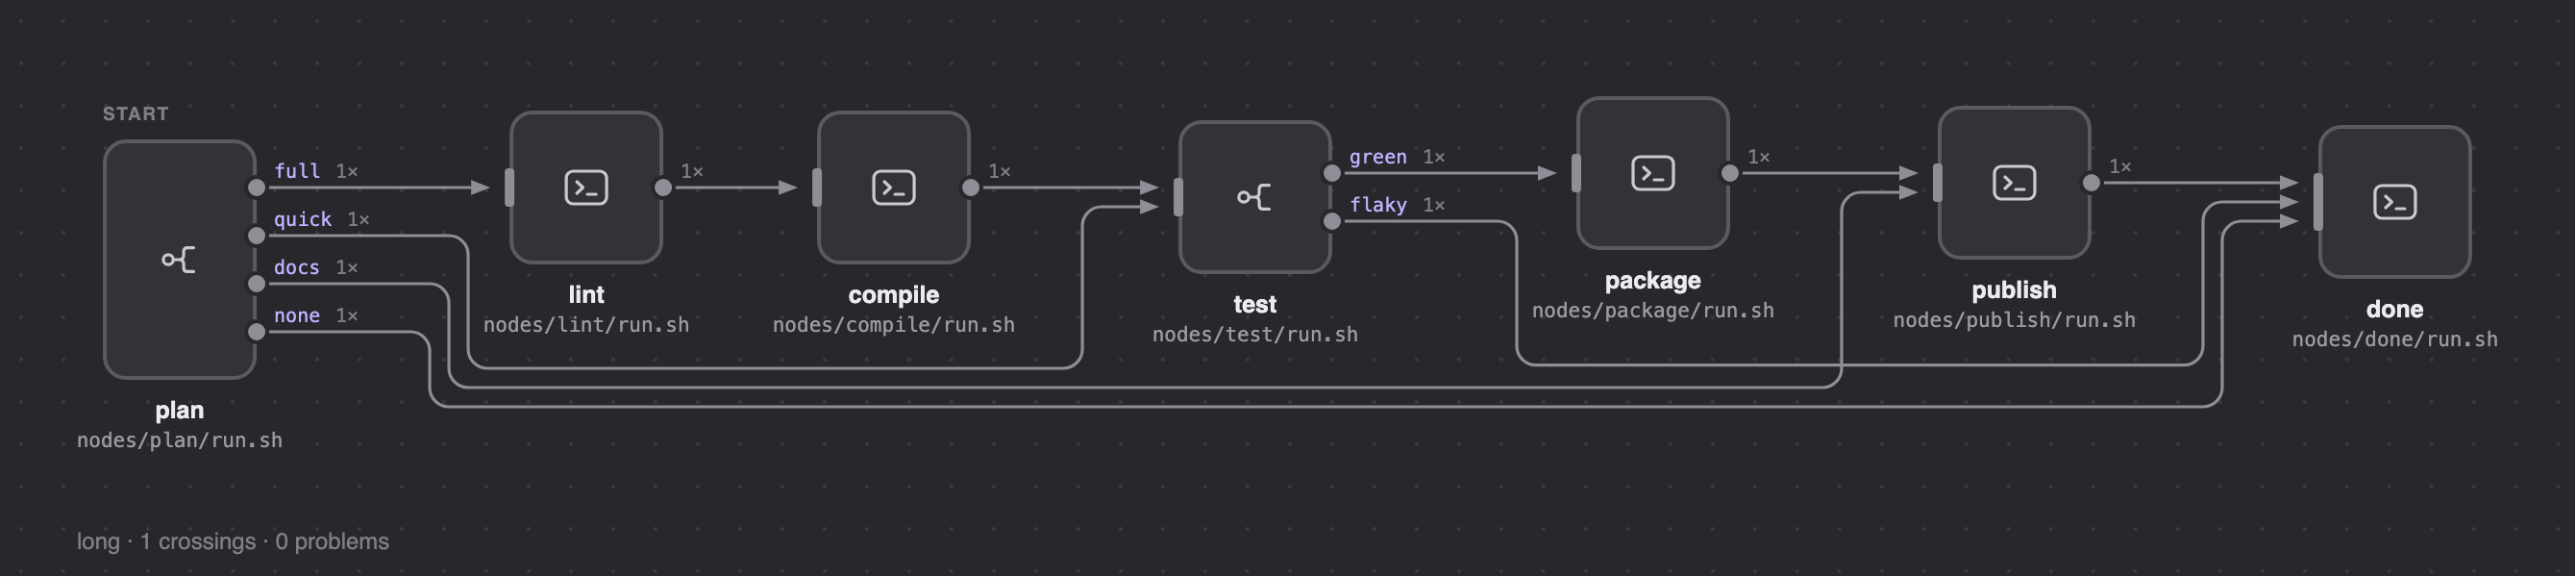 START
full 1×
quick 1×
docs 1×
none 1×
plan
nodes/plan/run.sh
lint
nodes/lint/run.sh
1×
compile
nodes/compile/run.sh
1×
test
nodes/test/run.sh
green 1×
flaky 1×
package
nodes/package/run.sh
1×
publish
nodes/publish/run.sh
1×
done
nodes/done/run.sh
long · 1 crossings · 0 problems